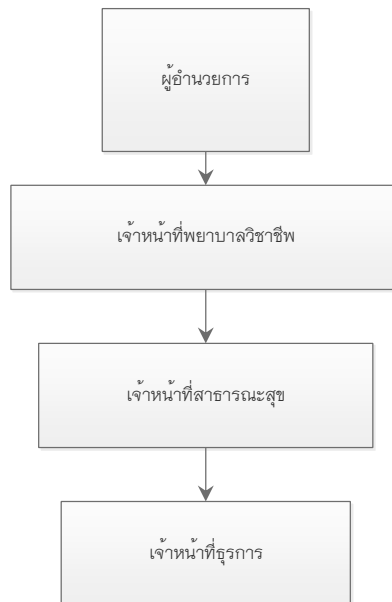 ผู้อำนวยการ
เจ้าหน้าที่พยาบาลวิชาชีพ
เจ้าหน้าที่สาธารณะสุข
เจ้าหน้าที่ธุรการ